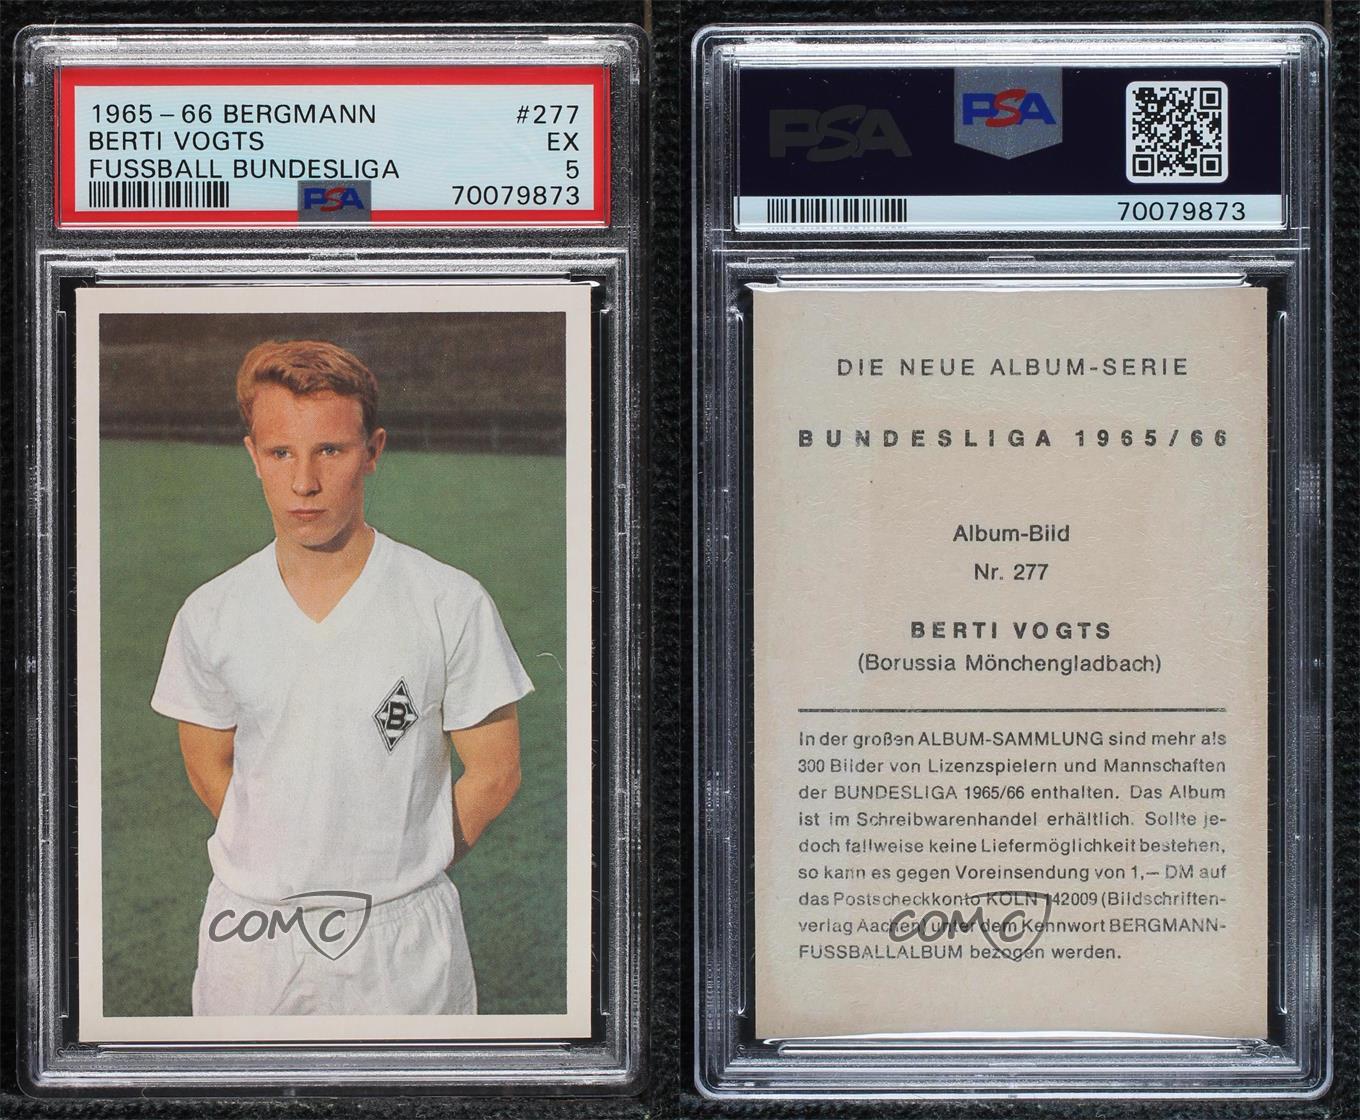 1965 – 66 BERGMANN #277
BERTI VOGTS EX
FUSSBALL BUNDESLIGA 5
PSA 70079873
B
COMC
PSA PSA
70079873
DIE NEUE ALBUM-SERIE
BUNDESLIGA 1965/66
Album-Bild
Nr. 277
BERTI VOGTS
(Borussia Mönchengladbach)
In der großen ALBUM-SAMMLUNG sind mehr als
300 Bilder von Lizenzspielern und Mannschaften
der BUNDESLIGA 1965/66 enthalten. Das Album
ist im Schreibwarenhandel erhältlich. Sollte je-
doch fallweise keine Liefermöglichkeit bestehen,
so kann es gegen Voreinsendung von 1,— DM auf
das Postscheckkonto KÖLN 142009 (Bildschriften-
verlag Aachen) unter dem Kennwort BERGMANN-
FUSSBALLALBUM bezogen werden.
COMC